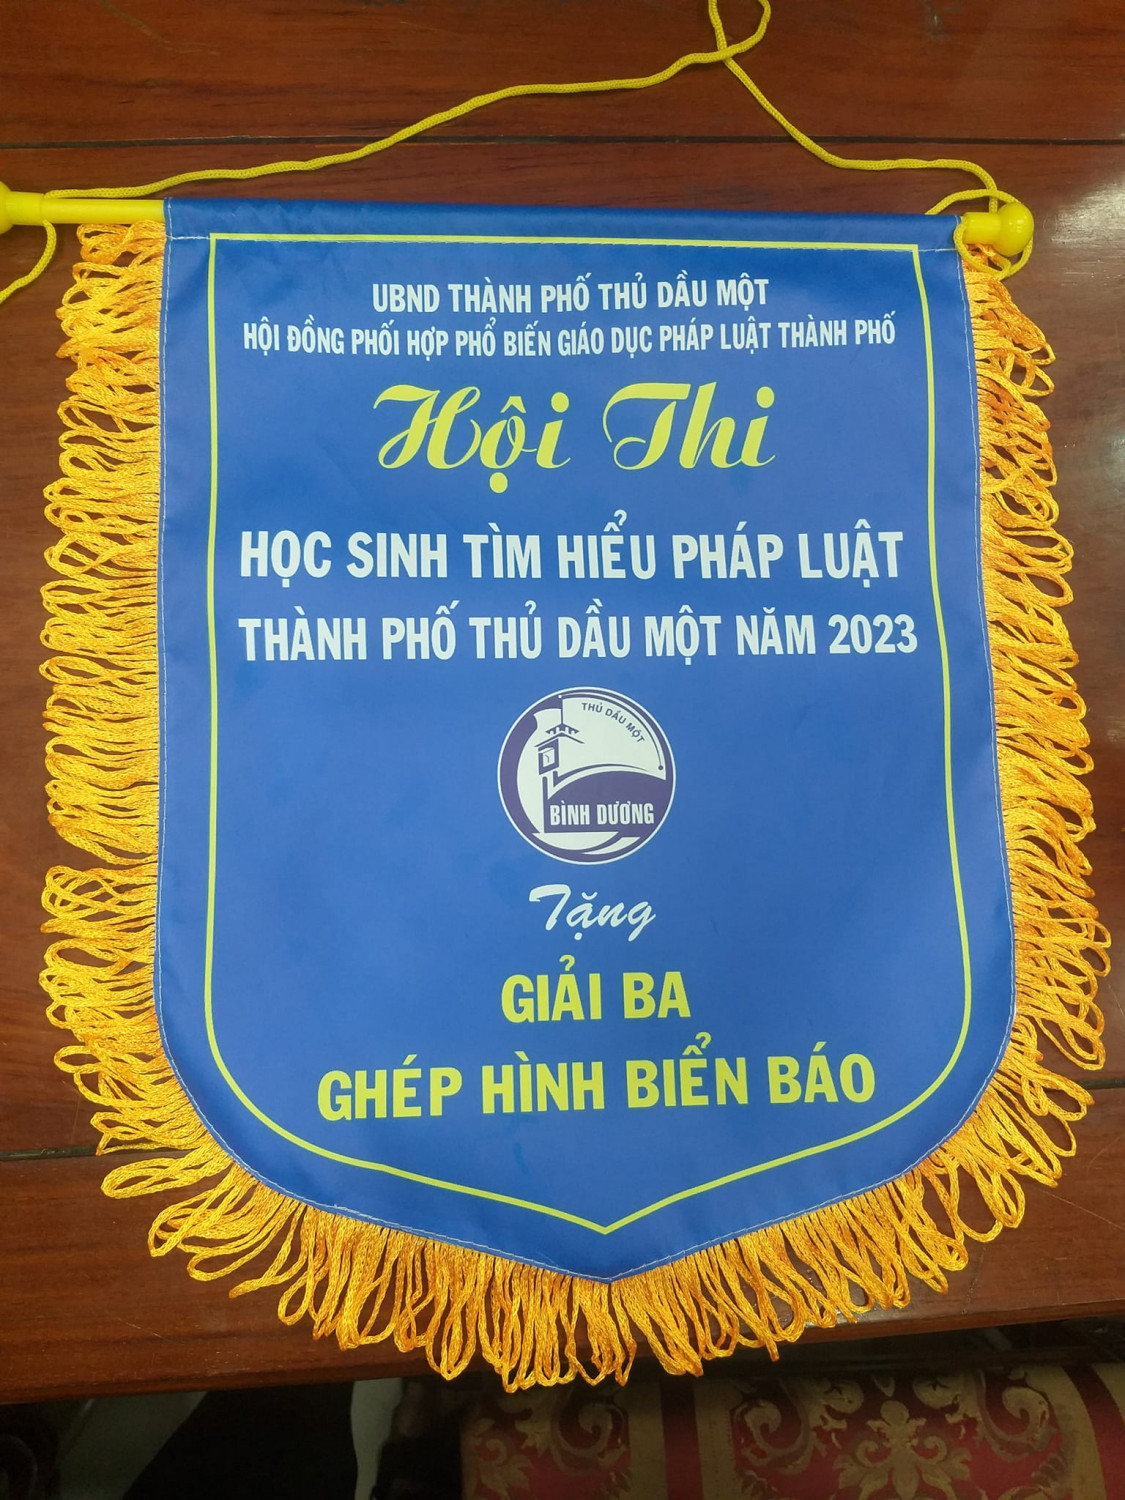 UBND THÀNH PHỐ THỦ DẦU MỘT
HỘI ĐỒNG PHỐI HỢP PHỔ BIẾN GIÁO DỤC PHÁP LUẬT THÀNH PHỐ
Hội Thi
HỌC SINH TÌM HIỂU PHÁP LUẬT
THÀNH PHỐ THỦ DẦU MỘT NĂM 2023
THỦ DẦU MỘT
BÌNH DƯƠNG
Tặng
GIẢI BA
GHÉP HÌNH BIỂN BÁO